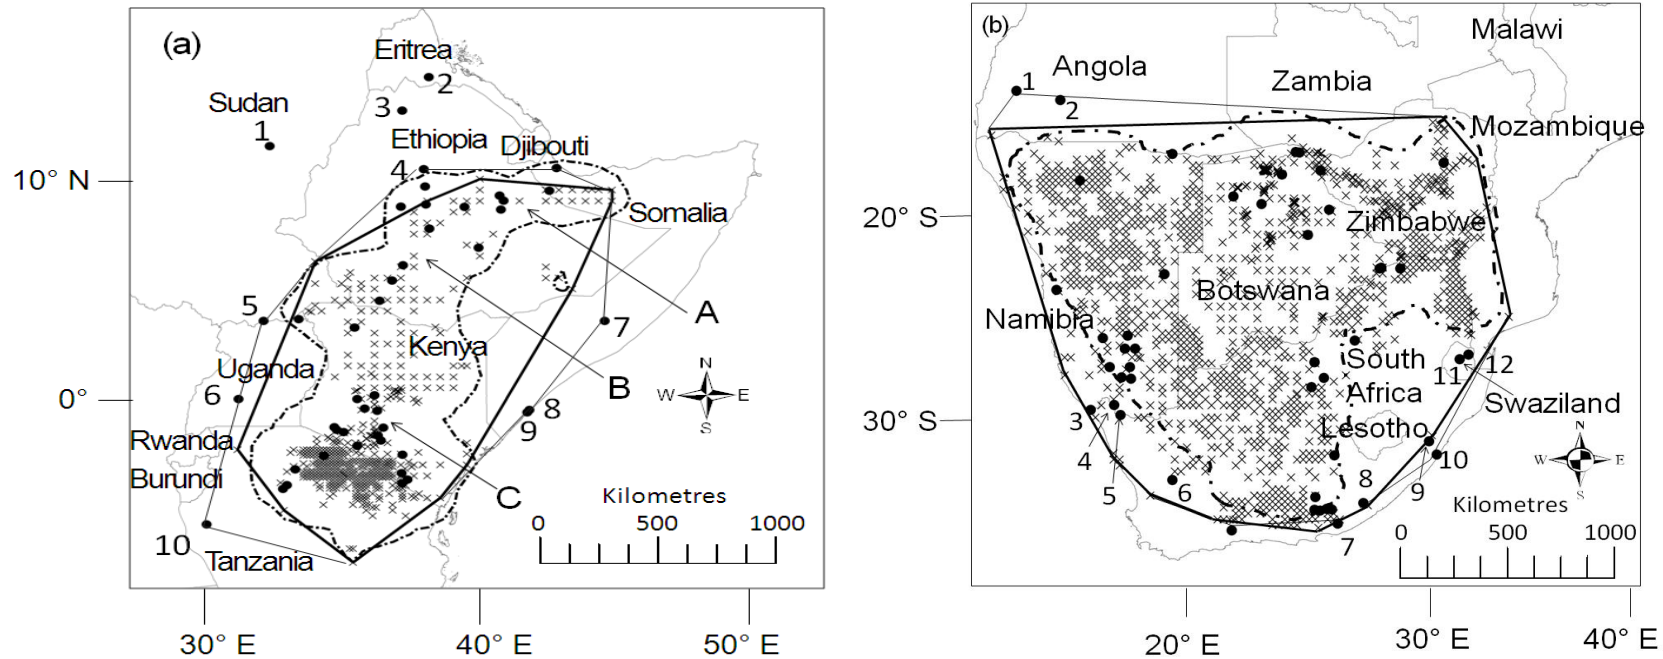 (a)
Eritrea
2
3
Sudan
1
Ethiopia
Djibouti
4
10° N
Somalia
5
7
A
Kenya
Uganda
B
N
W E
S
6
0°
8
9
Rwanda
Burundi
C
Kilometres
0 500 1000
10
Tanzania
30° E 40° E 50° E
(b)
Malawi
Angola
1
Zambia
2
Mozambique
20° S
Zimbabwe
Botswana
Namibia
South
Africa
11
12
Swaziland
3
30° S
Lesotho
N
W E
S
4
10
5
6
8
9
Kilometres
0 500 1000
7
20° E 30° E 40° E